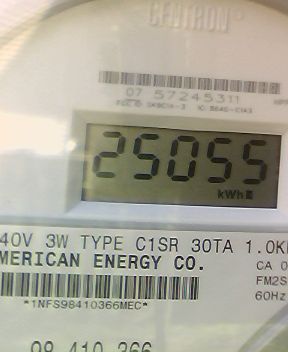 CENTRON®
07 57245311
25055
kWh
40V 3W TYPE C1SR 30TA 1.0K
MERICAN ENERGY CO.
CA 0
FM2S
60Hz
*1NFS98410366MEC*
98 410 366